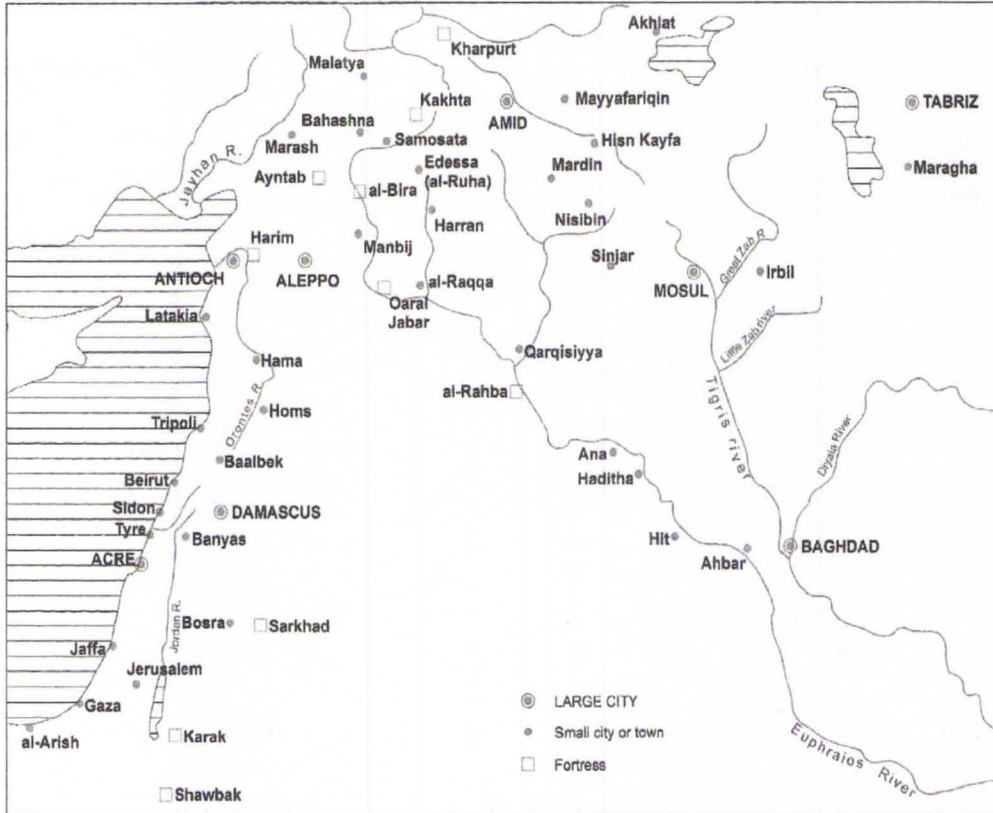 Akhlat
Kharpurt
Malatya
Kakhta
AMID
Mayyafariqin
TABRIZ
Bahashna
Marash
Samosata
Hisn Kayfa
Jayhan R.
Edessa
(al-Ruha)
Mardin
Maragha
Ayntab
al-Bira
Harran
Nisibin
Manbij
Harim
Sinjar
Great Zab R.
Irbil
ANTIOCH
ALEPPO
al-Raqqa
MOSUL
Oaral
Jabar
Latakia
Little Zab river
Hama
Qarqisiyya
al-Rahba
Orontes R.
Homs
Tigris river
Tripoli
Diyala River
Baalbek
Ana
Beirut
Haditha
Sidon
DAMASCUS
Tyre
Banyas
Hit
BAGHDAD
Ahbar
ACRE
Jordan R.
Bosra
Sarkhad
Jaffa
Jerusalem
LARGE CITY
Gaza
Small city or town
al-Arish
Karak
Fortress
Euphraios River
Shawbak